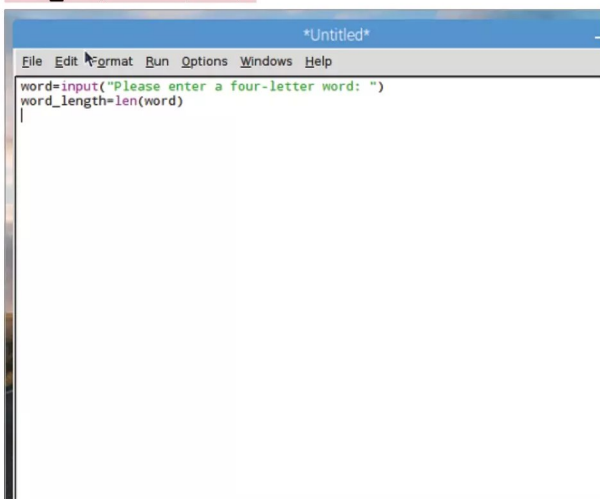 *Untitled*
File Edit Format Run Options Windows Help
word=input("Please enter a four-letter word: ")
word_length=len(word)